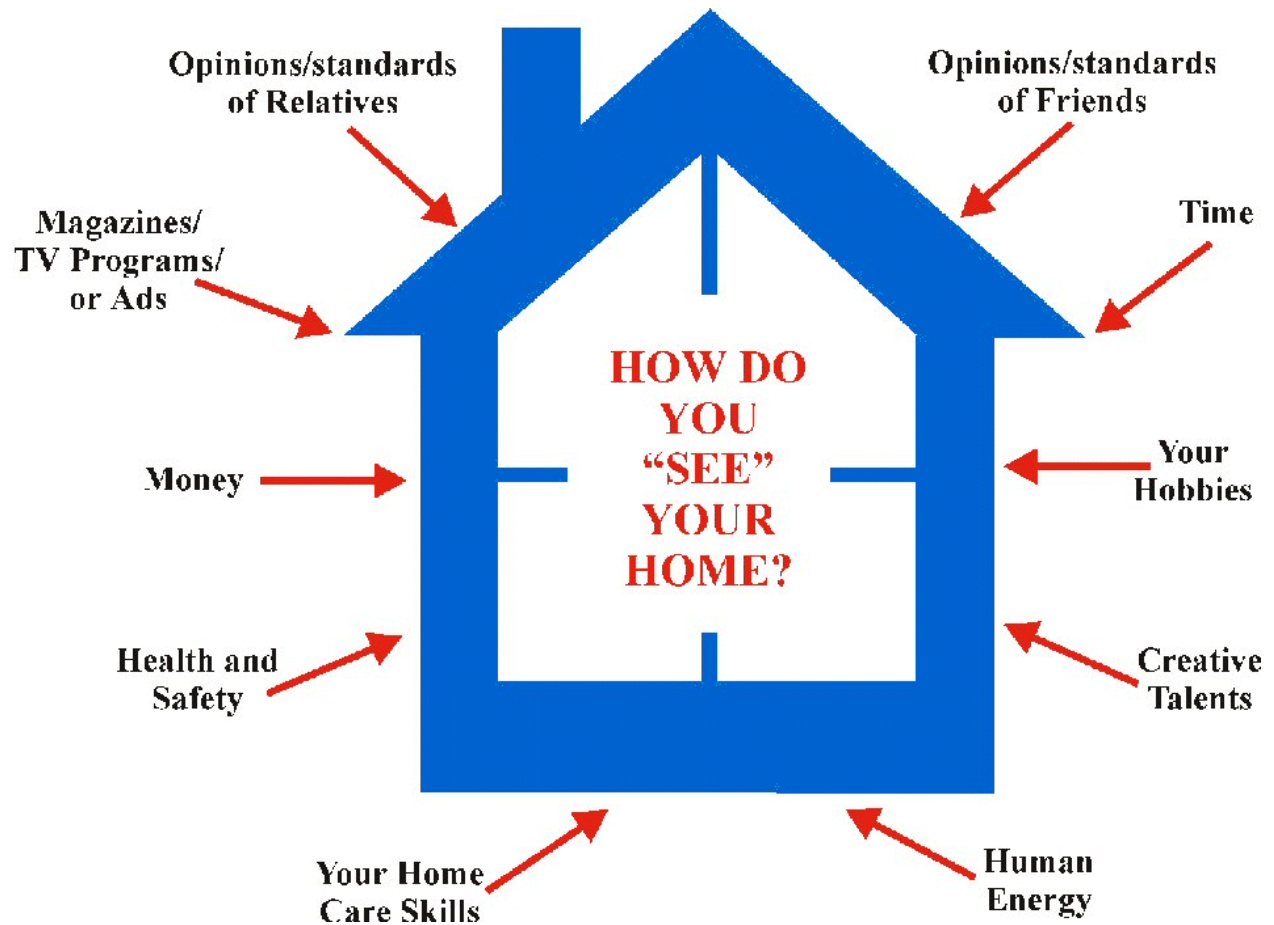 Opinions/standards
of Relatives
Opinions/standards
of Friends
Magazines/
TV Programs/
or Ads
Time
HOW DO
YOU
“SEE”
YOUR
HOME?
Money
Your
Hobbies
Health and
Safety
Creative
Talents
Your Home
Care Skills
Human
Energy